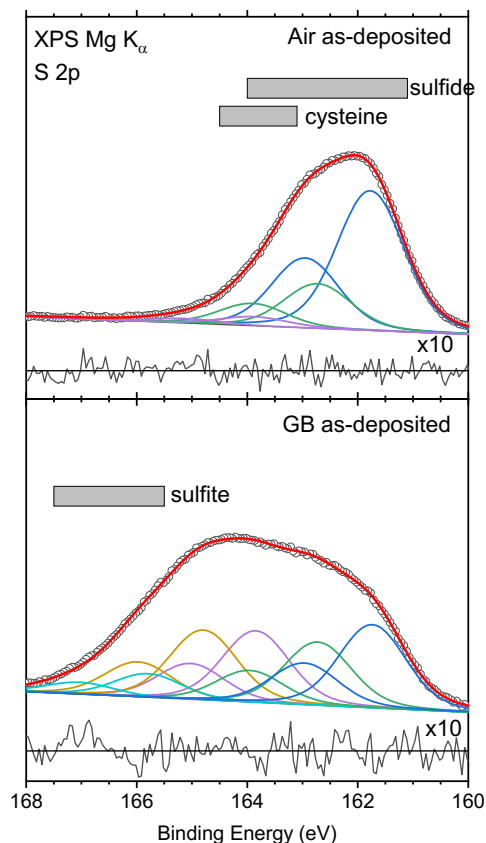 XPS Mg Kα
Air as-deposited
S 2p
sulfide
cysteine
x10
GB as-deposited
sulfite
x10
168 166 164 162 160
Binding Energy (eV)